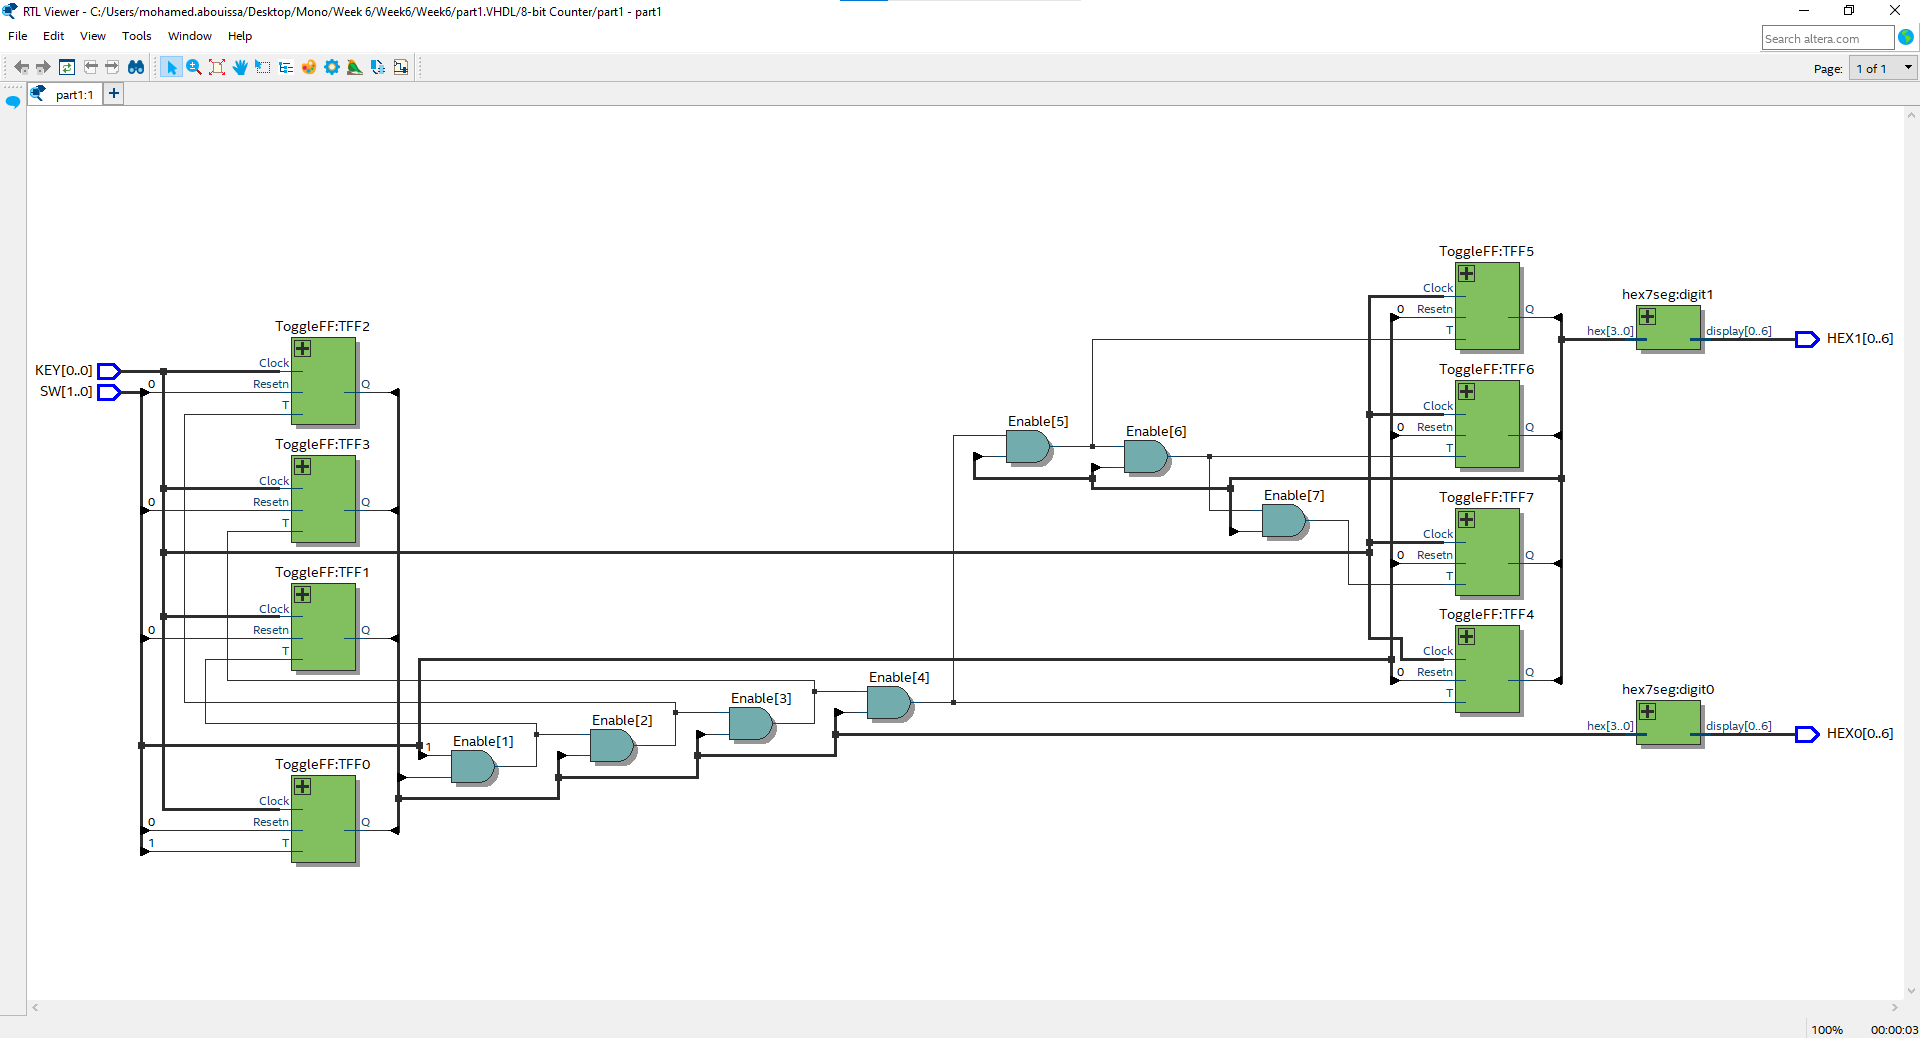 RTL Viewer - C:/Users/mohamed.abouissa/Desktop/Mono/Week 6/Week6/Week6/part1.VHDL/8-bit Counter/part1 - part1
File Edit View Tools Window Help
Search altera.com
Page: 1 of 1
part1:1
ToggleFF:TFF5
Clock
0 Resetn Q
T
hex7seg:digit1
hex[3..0] display[0..6] HEX1[0..6]
ToggleFF:TFF2
KEY[0..0] Clock
SW[1..0] 0 Resetn Q
T
ToggleFF:TFF6
Clock
0 Resetn Q
T
Enable[5]
Enable[6]
ToggleFF:TFF3
Clock
0 Resetn Q
T
Enable[7]
ToggleFF:TFF7
Clock
0 Resetn Q
T
ToggleFF:TFF1
Clock
0 Resetn Q
T
ToggleFF:TFF4
Clock
0 Resetn Q
T
Enable[4]
Enable[3]
Enable[2]
1 Enable[1]
hex7seg:digit0
hex[3..0] display[0..6] HEX0[0..6]
ToggleFF:TFF0
Clock
0 Resetn Q
1 T
100% 00:00:03